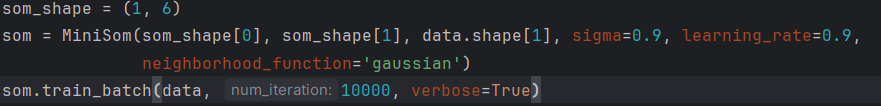 som_shape = (1, 6)
som = MiniSom(som_shape[0], som_shape[1], data.shape[1], sigma=0.9, learning_rate=0.9,
neighborhood_function='gaussian')
som.train_batch(data, num_iteration: 10000, verbose=True)